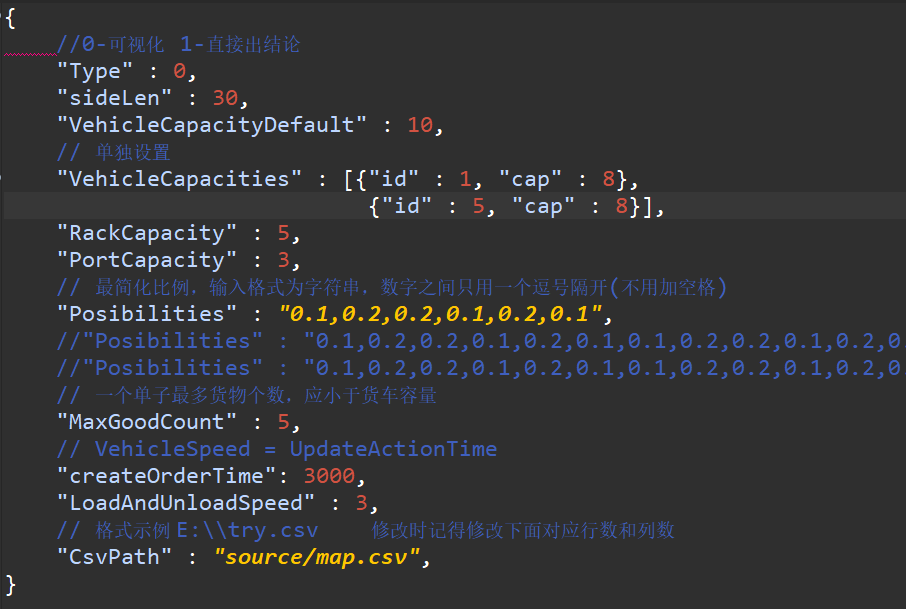 {
//0-可视化 1-直接出结论
"Type" : 0,
"sideLen" : 30,
"VehicleCapacityDefault" : 10,
// 单独设置
"VehicleCapacities" : [{"id" : 1, "cap" : 8},
{"id" : 5, "cap" : 8}],
"RackCapacity" : 5,
"PortCapacity" : 3,
// 最简化比例，输入格式为字符串，数字之间只用一个逗号隔开(不用加空格)
"Posibilities" : "0.1,0.2,0.2,0.1,0.2,0.1",
//"Posibilities" : "0.1,0.2,0.2,0.1,0.2,0.1,0.1,0.2,0.2,0.1,0.2,0
//"Posibilities" : "0.1,0.2,0.2,0.1,0.2,0.1,0.1,0.2,0.2,0.1,0.2,0
// 一个单子最多货物个数，应小于货车容量
"MaxGoodCount" : 5,
// VehicleSpeed = UpdateActionTime
"createOrderTime": 3000,
"LoadAndUnloadSpeed" : 3,
// 格式示例 E:\\try.csv 修改时记得修改下面对应行数和列数
"CsvPath" : "source/map.csv",
}